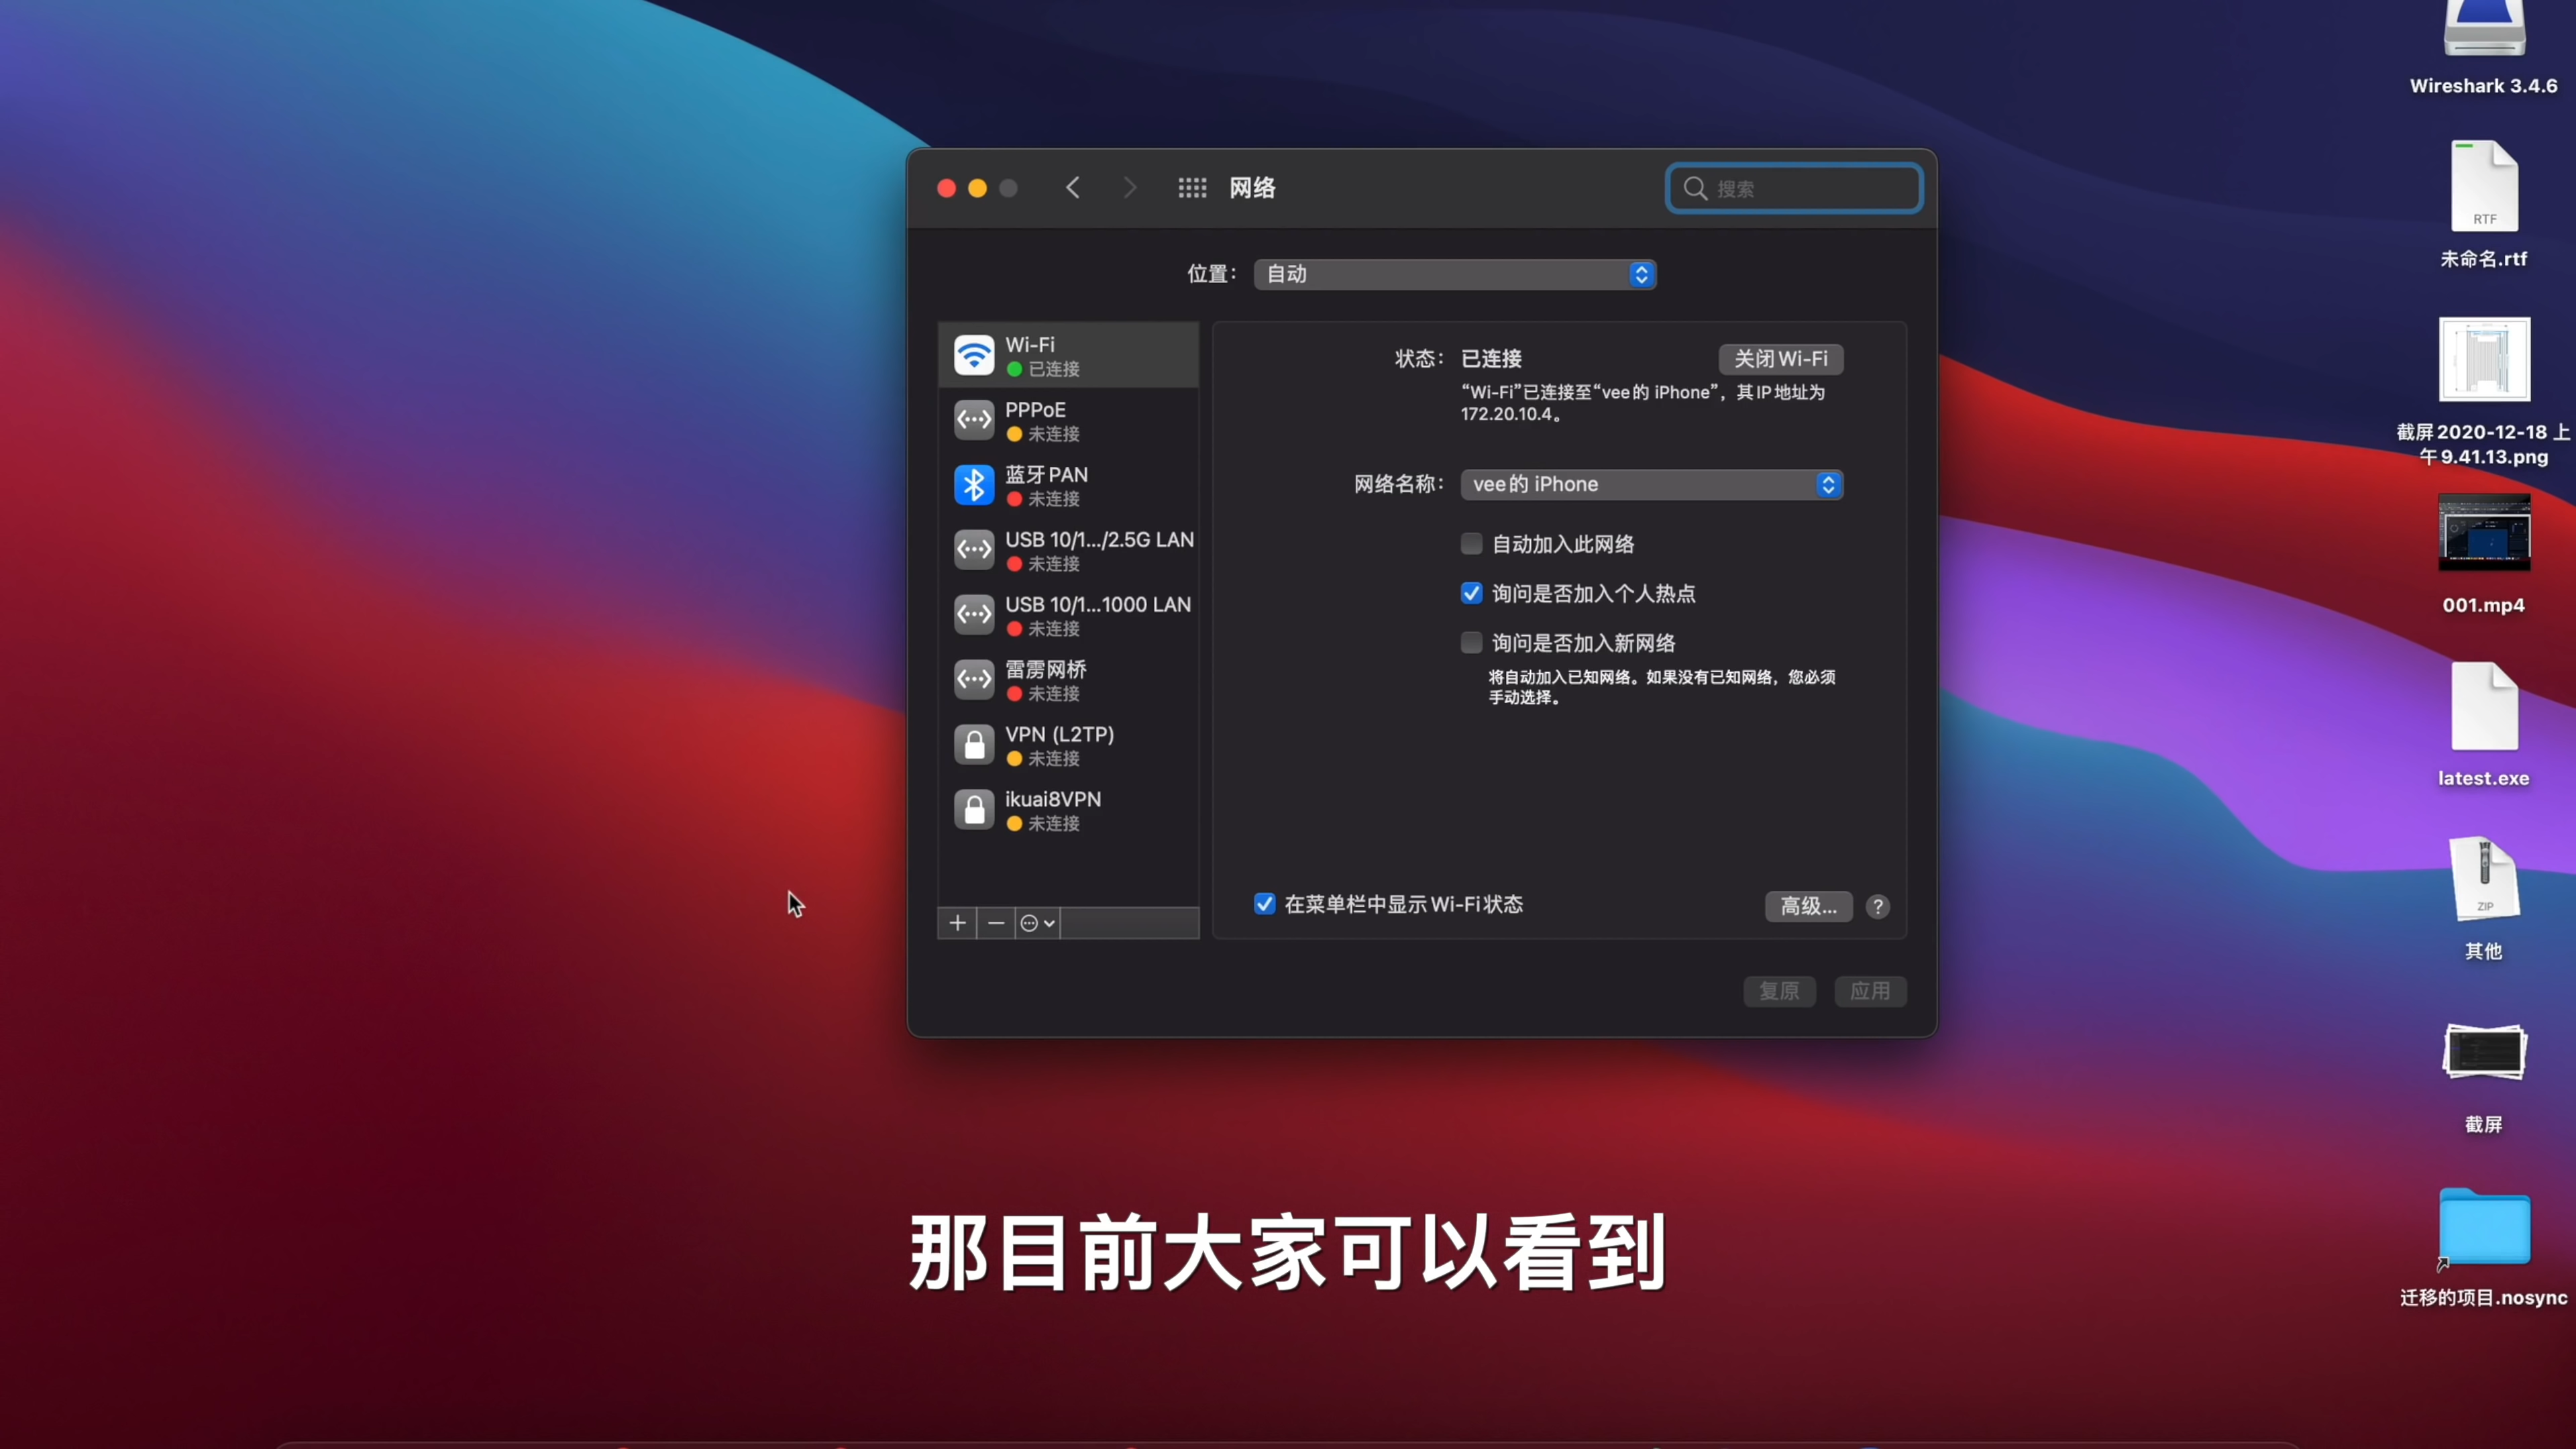 网络
搜索
位置：
自动
Wi-Fi
已连接
PPPoE
未连接
蓝牙 PAN
未连接
USB 10/1.../2.5G LAN
未连接
USB 10/1...1000 LAN
未连接
雷雳网桥
未连接
VPN (L2TP)
未连接
ikuai8VPN
未连接
状态：
已连接
关闭 Wi-Fi
“Wi-Fi”已连接至“vee的 iPhone”，其 IP 地址为
172.20.10.4。
网络名称：
vee的 iPhone
自动加入此网络
询问是否加入个人热点
询问是否加入新网络
将自动加入已知网络。如果没有已知网络，您必须
手动选择。
在菜单栏中显示 Wi-Fi 状态
高级...
?
复原
应用
Wireshark 3.4.6
RTF
未命名.rtf
截屏2020-12-18 上
午9.41.13.png
001.mp4
latest.exe
ZIP
其他
截屏
迁移的项目.nosync
那目前大家可以看到